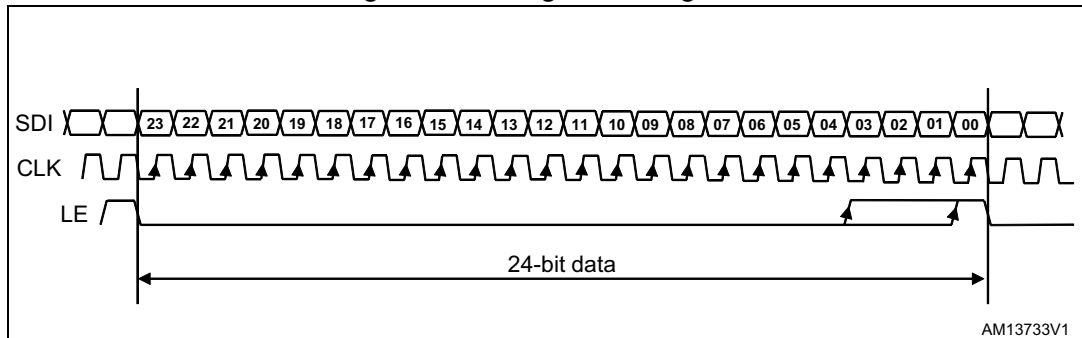 SDI 23 22 21 20 19 18 17 16 15 14 13 12 11 10 09 08 07 06 05 04 03 02 01 00
CLK
LE
24-bit data
AM13733V1